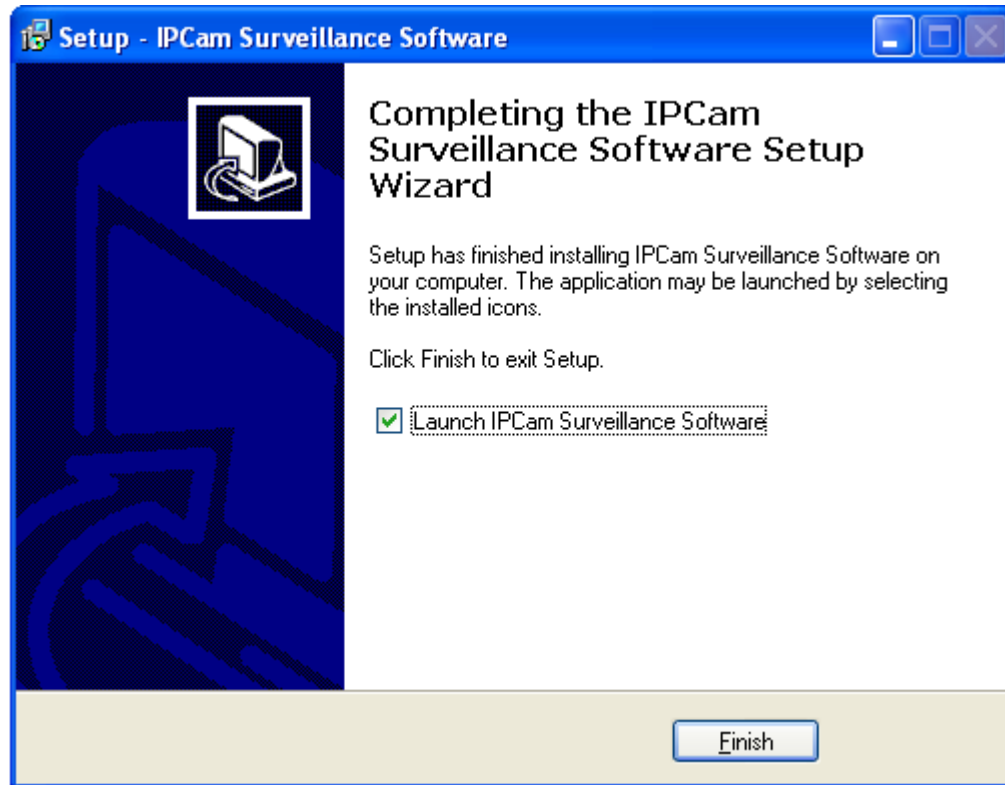 Setup - IPCam Surveillance Software
Completing the IPCam
Surveillance Software Setup
Wizard
Setup has finished installing IPCam Surveillance Software on
your computer. The application may be launched by selecting
the installed icons.
Click Finish to exit Setup.
Launch IPCam Surveillance Software
Finish